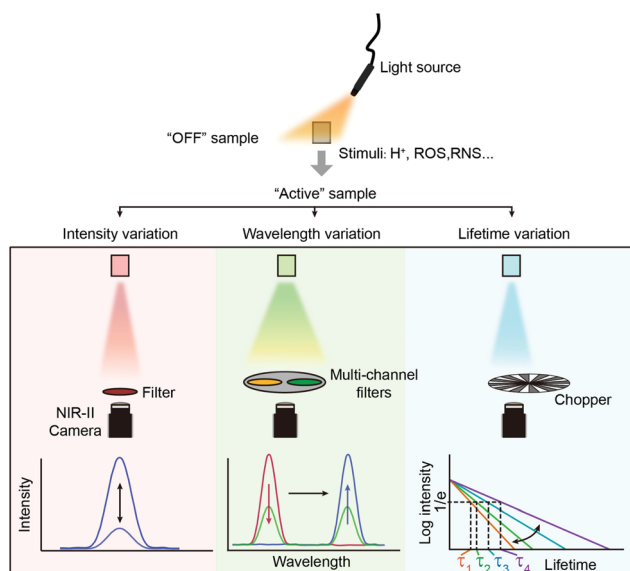 Light source
“OFF” sample
Stimuli: H⁺, ROS,RNS...
“Active” sample
Intensity variation
Wavelength variation
Lifetime variation
Filter
NIR-II
Camera
Multi-channel
filters
Chopper
Intensity
Wavelength
Log intensity
1/e
τ₁ τ₂ τ₃ τ₄
Lifetime